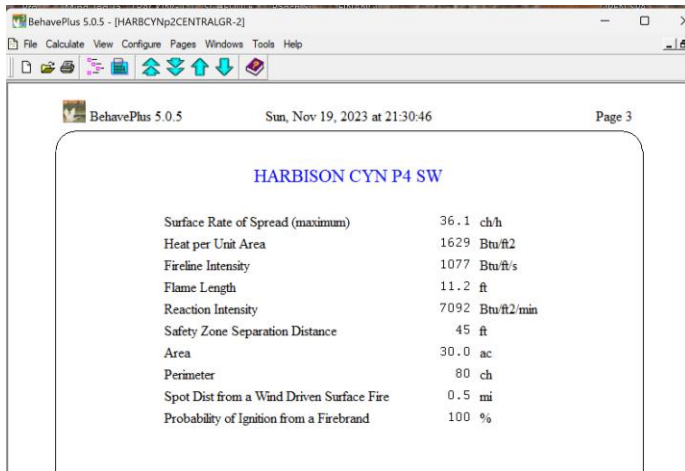 BehavePlus 5.0.5 - [HARBCYNp2CENTRALGR-2]
File Calculate View Configure Pages Windows Tools Help
BehavePlus 5.0.5 Sun, Nov 19, 2023 at 21:30:46 Page 3
HARBISON CYN P4 SW
Surface Rate of Spread (maximum) 36.1 ch/h
Heat per Unit Area 1629 Btu/ft2
Fireline Intensity 1077 Btu/ft/s
Flame Length 11.2 ft
Reaction Intensity 7092 Btu/ft2/min
Safety Zone Separation Distance 45 ft
Area 30.0 ac
Perimeter 80 ch
Spot Dist from a Wind Driven Surface Fire 0.5 mi
Probability of Ignition from a Firebrand 100 %